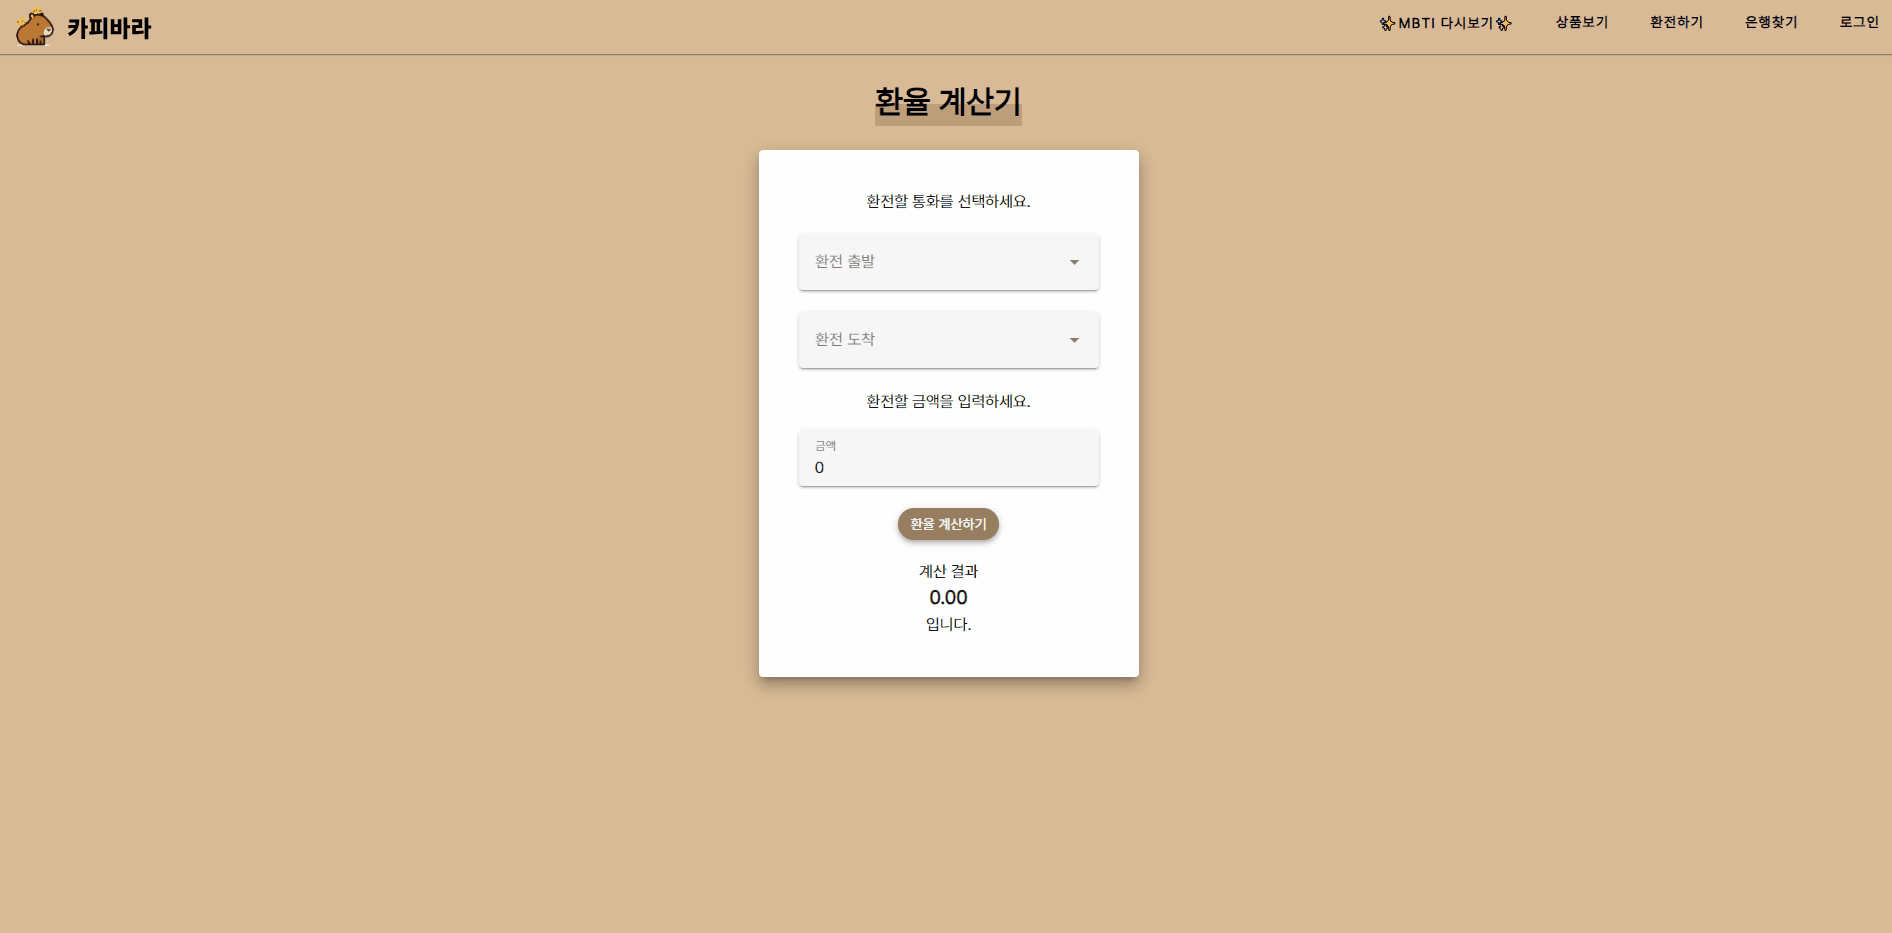 카피바라
MBTI 다시보기
상품보기
환전하기
은행찾기
로그인
환율 계산기
환전할 통화를 선택하세요.
환전 출발
환전 도착
환전할 금액을 입력하세요.
금액
0
환율 계산하기
계산 결과
0.00
입니다.